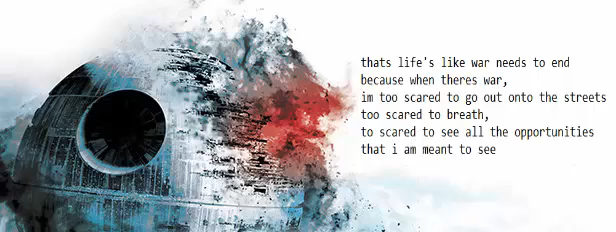 thats life's like war needs to end
because when theres war,
im too scared to go out onto the streets
too scared to breath,
to scared to see all the opportunities
that i am meant to see